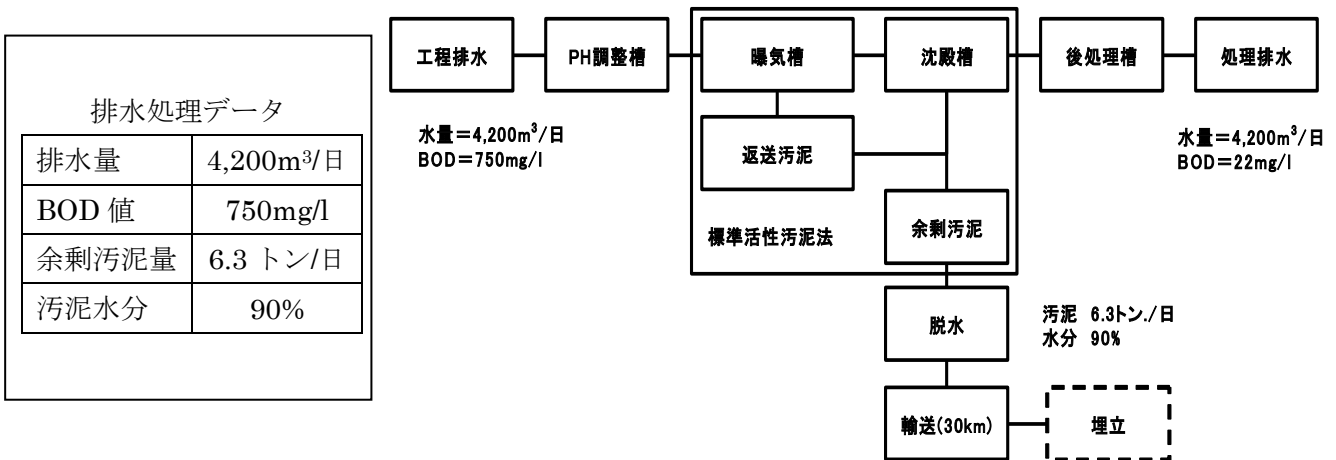 排水処理データ
排水量 4,200m³/日
BOD 値 750mg/l
余剰汚泥量 6.3 トン/日
汚泥水分 90%
工程排水
PH調整槽
曝気槽
沈殿槽
後処理槽
処理排水
水量=4,200m³/日
BOD=750mg/l
返送汚泥
水量=4,200m³/日
BOD=22mg/l
標準活性汚泥法
余剰汚泥
脱水
汚泥 6.3トン./日
水分 90%
輸送(30km)
埋立